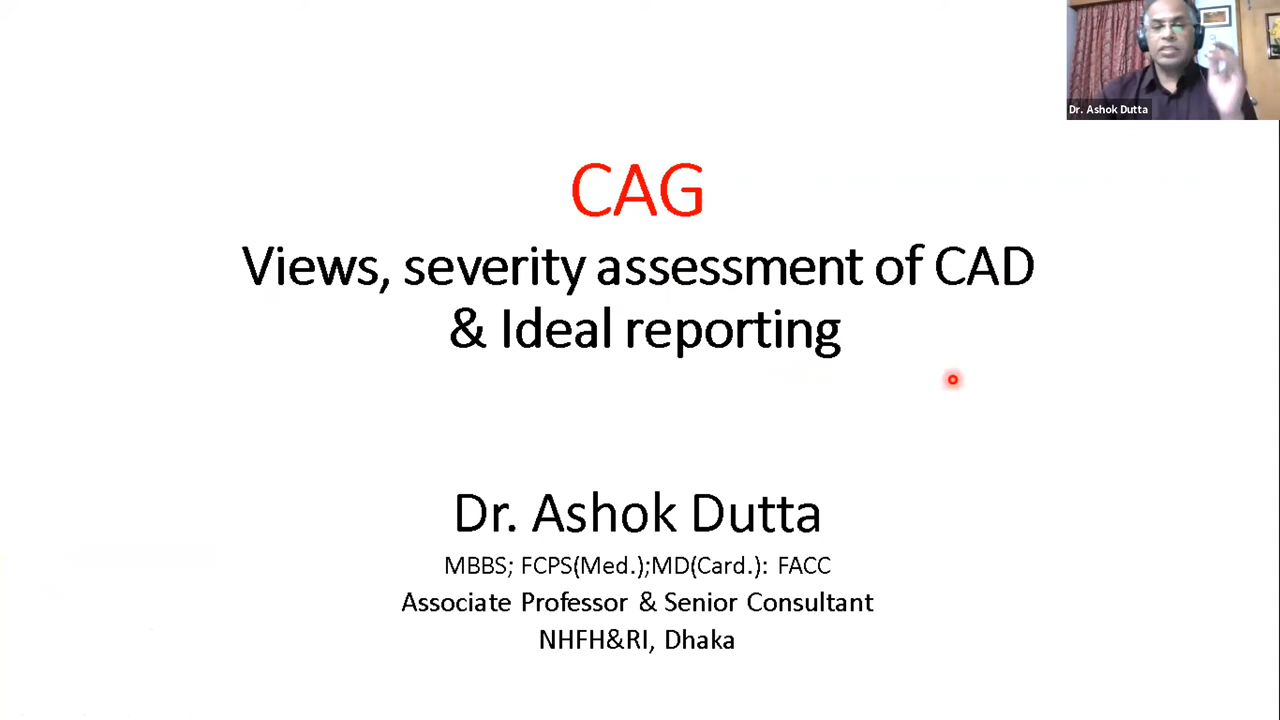 Dr. Ashok Dutta
CAG
Views, severity assessment of CAD
& Ideal reporting
Dr. Ashok Dutta
MBBS; FCPS(Med.);MD(Card.): FACC
Associate Professor & Senior Consultant
NHFH&RI, Dhaka